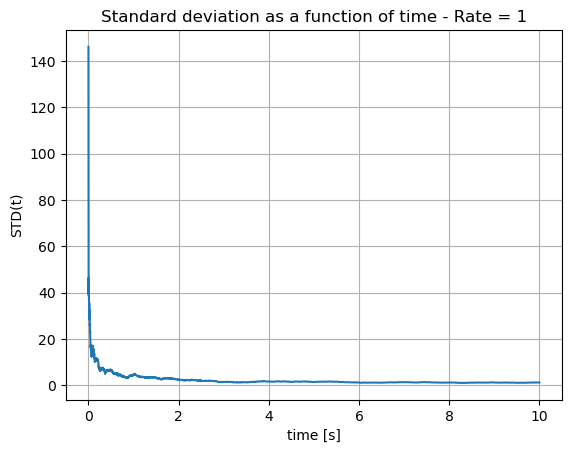 Standard deviation as a function of time - Rate = 1
STD(t)
140
120
100
80
60
40
20
0
0 2 4 6 8 10
time [s]